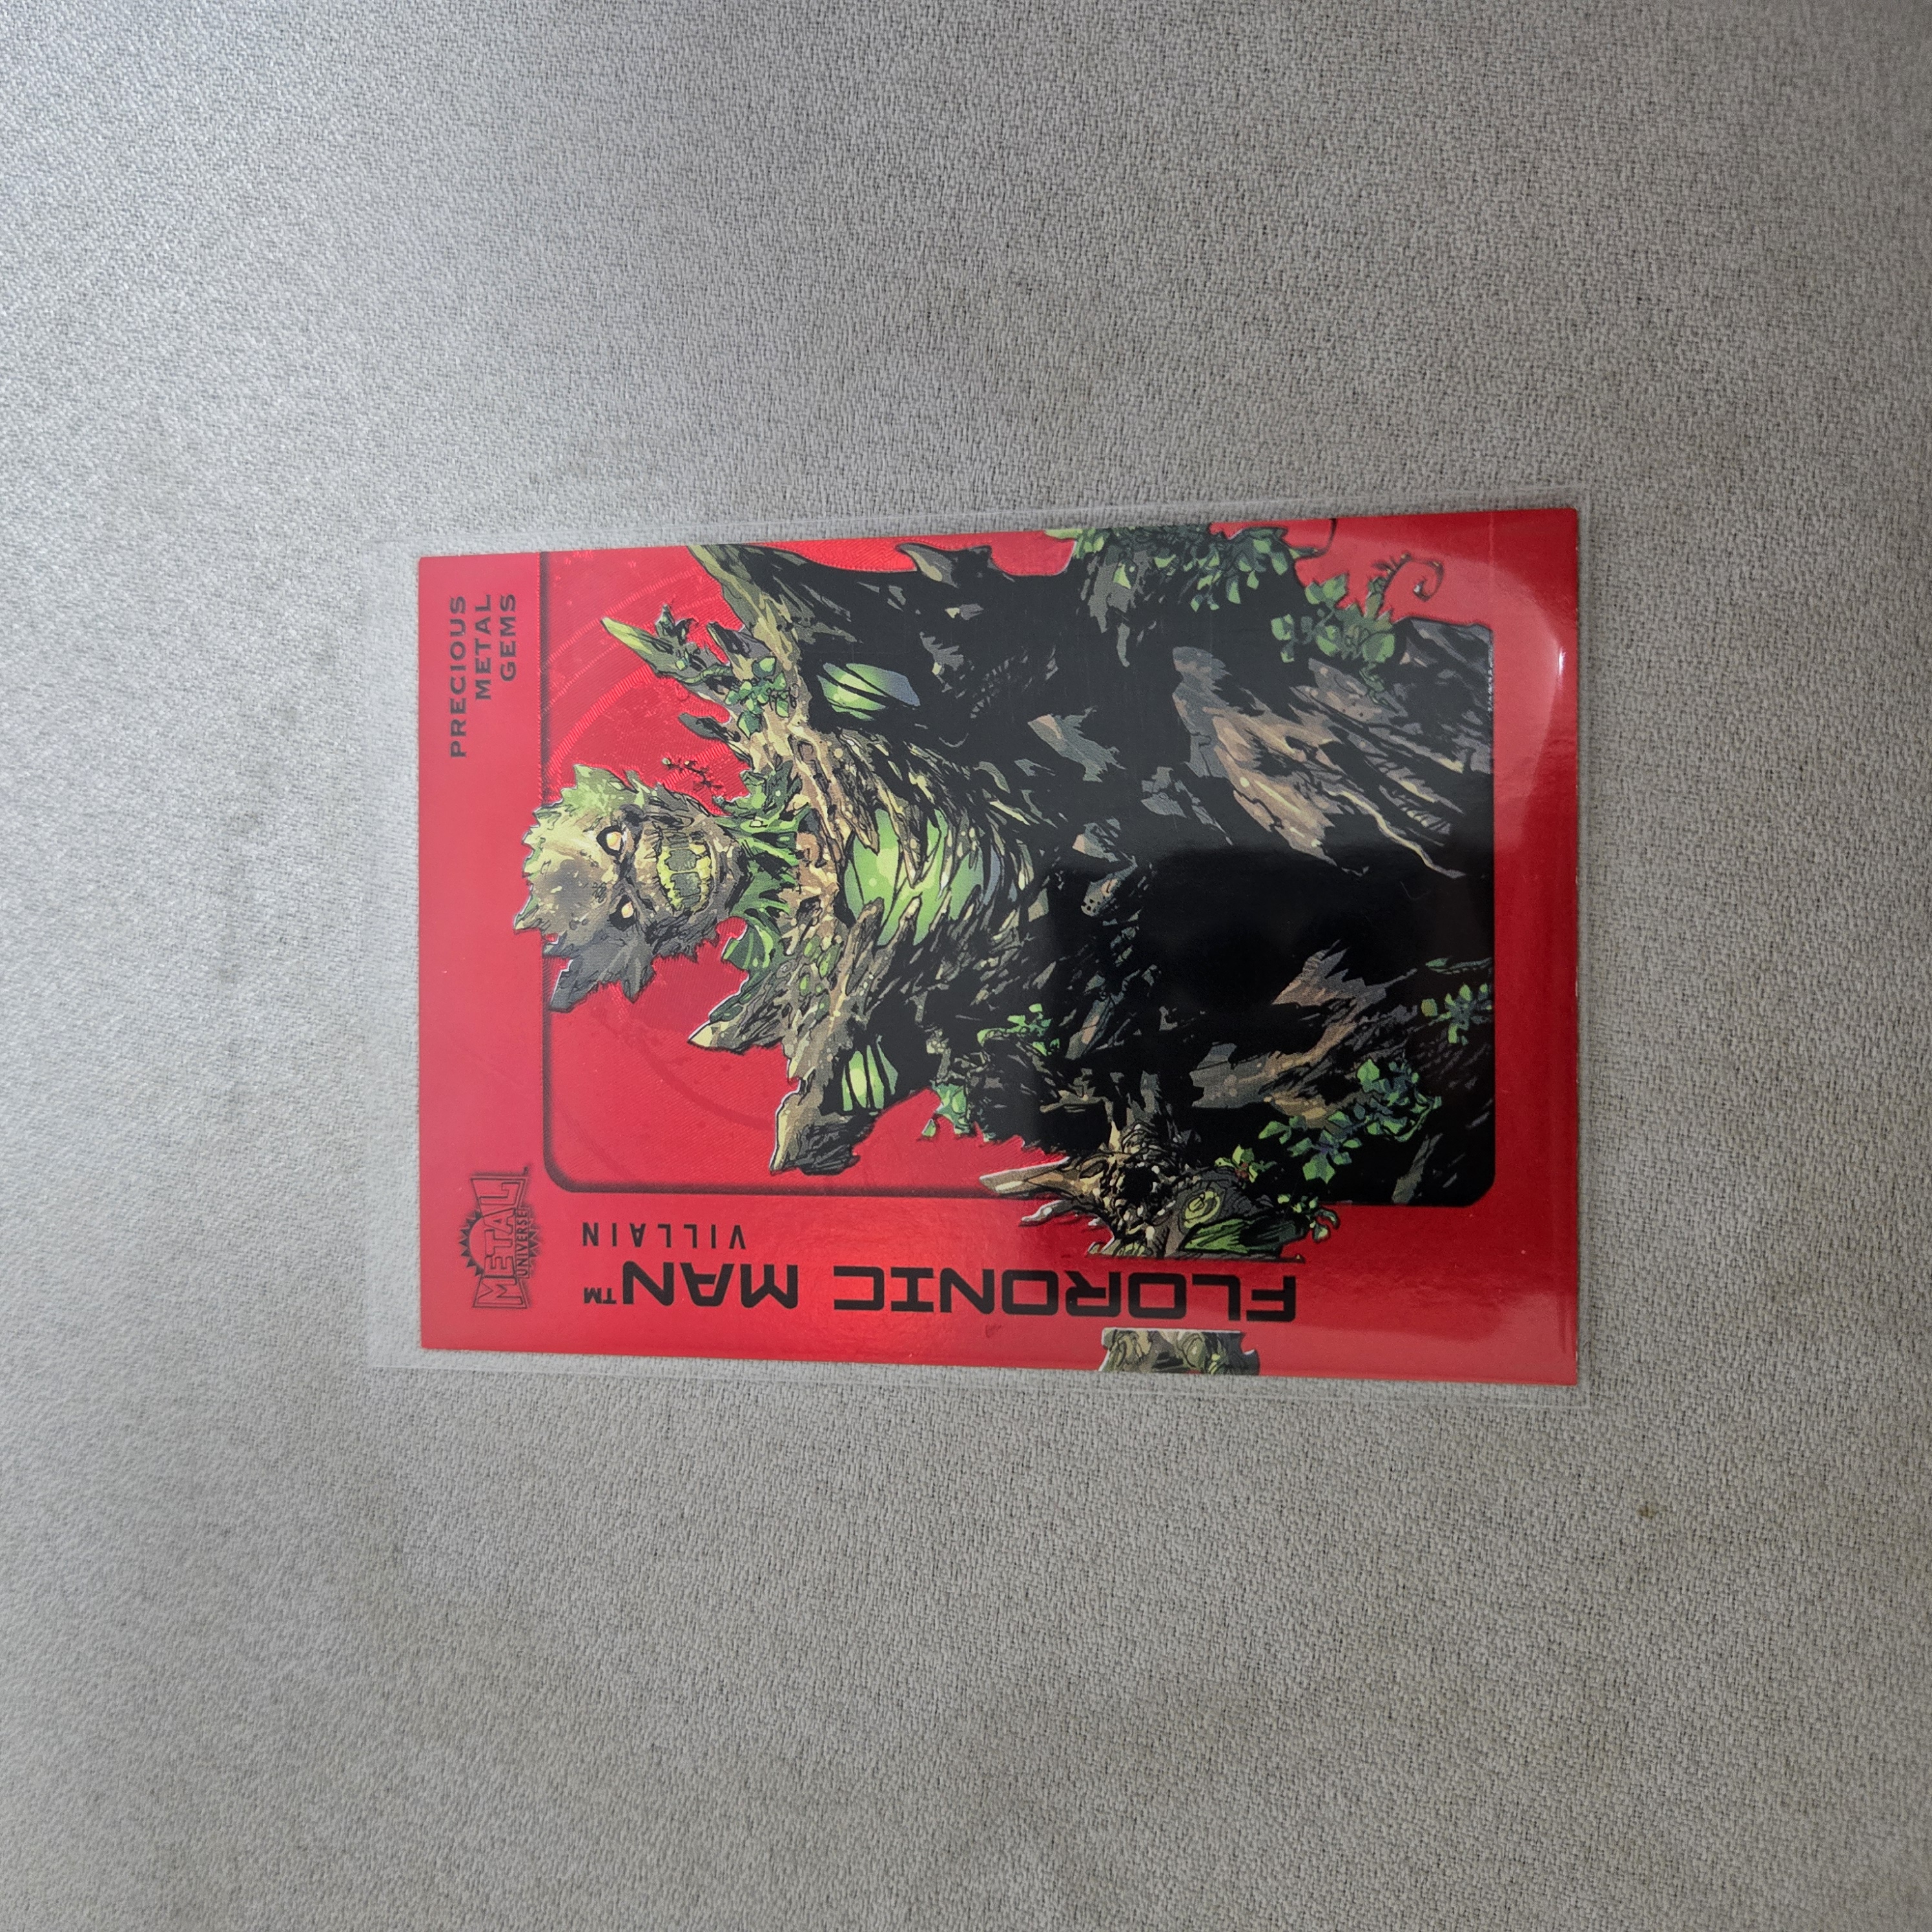 METAL
UNIVERSE
PRECIOUS
METAL
GEMS
FLORONIC MAN™
VILLAIN